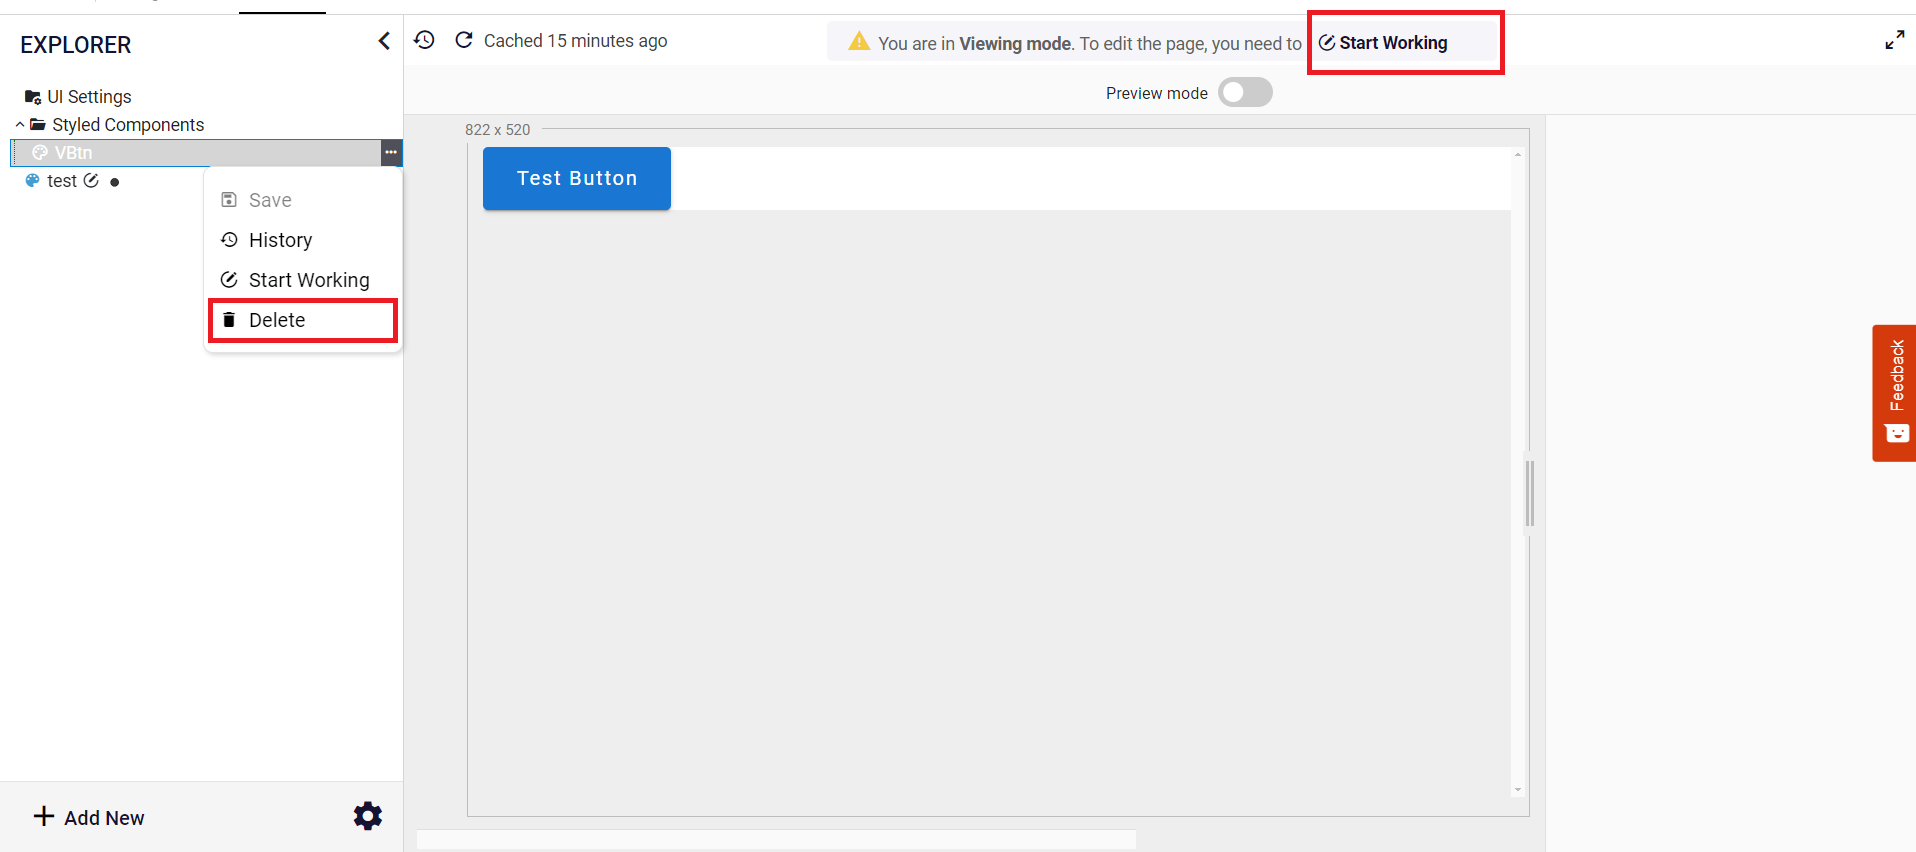 EXPLORER
Cached 15 minutes ago
You are in Viewing mode. To edit the page, you need to
Start Working
Preview mode
UI Settings
Styled Components
VBtn
test
Save
History
Start Working
Delete
822 x 520
Test Button
Feedback
Add New